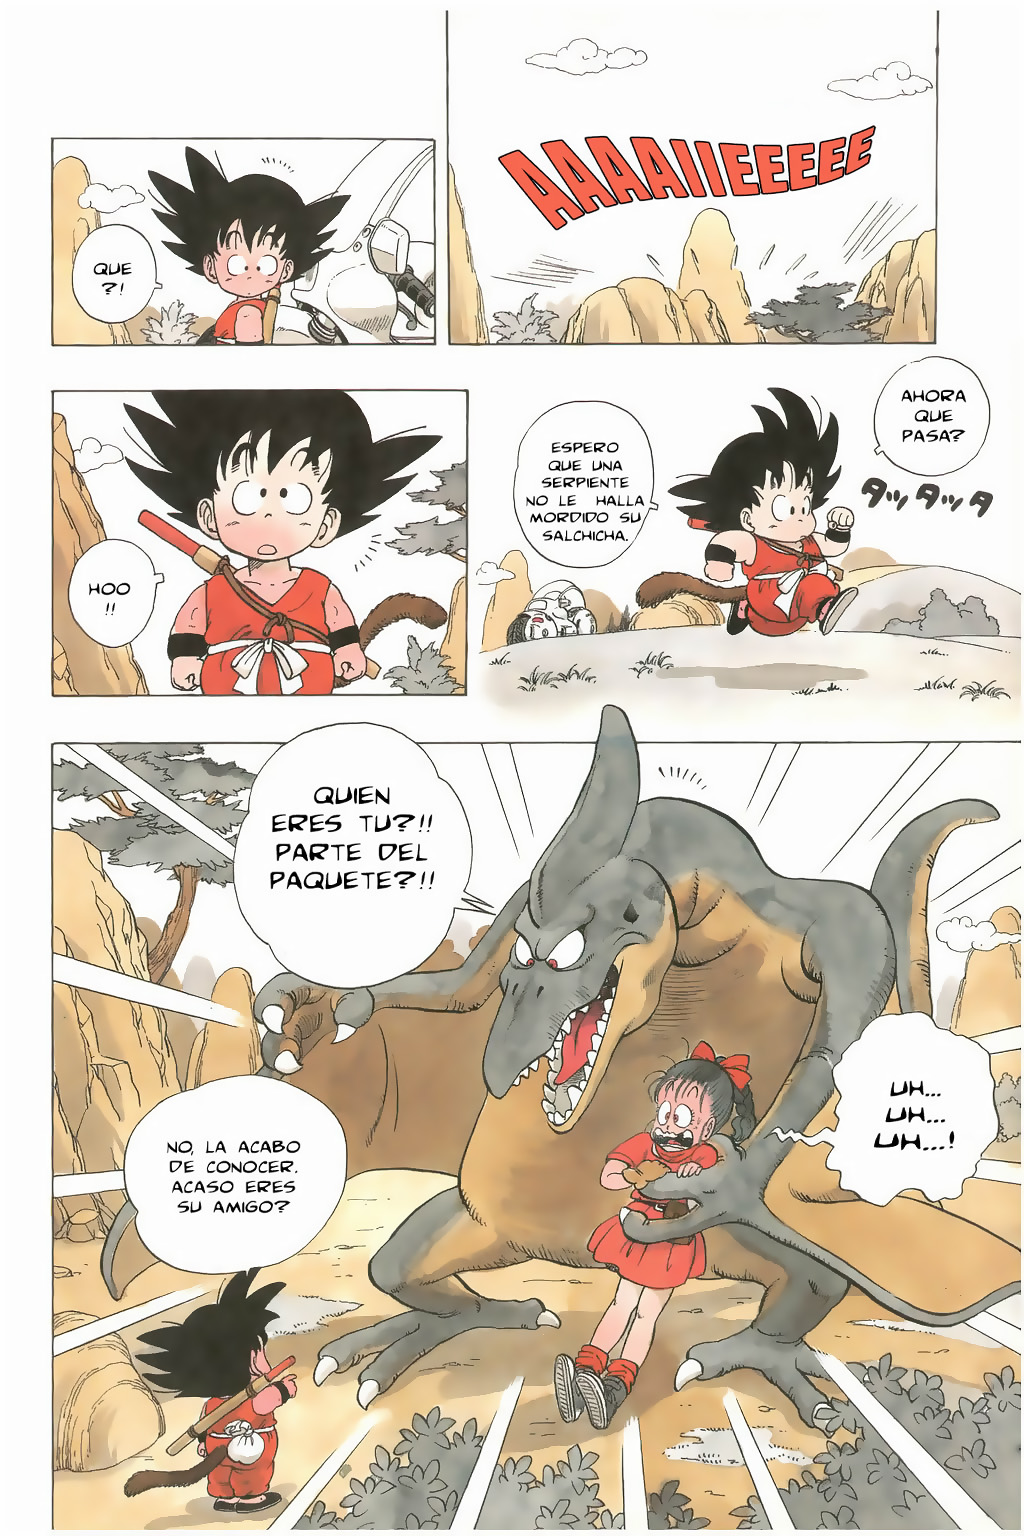 QUE
?!
AAAAIIEEEEE
HOO
!!
ESPERO
QUE UNA
SERPIENTE
NO LE HALLA
MORDIDO SU
SALCHICHA.
AHORA
QUE
PASA?
タッタッタ
QUIEN
ERES TU?!!
PARTE DEL
PAQUETE?!!
NO, LA ACABO
DE CONOCER.
ACASO ERES
SU AMIGO?
UH...
UH...
UH...!